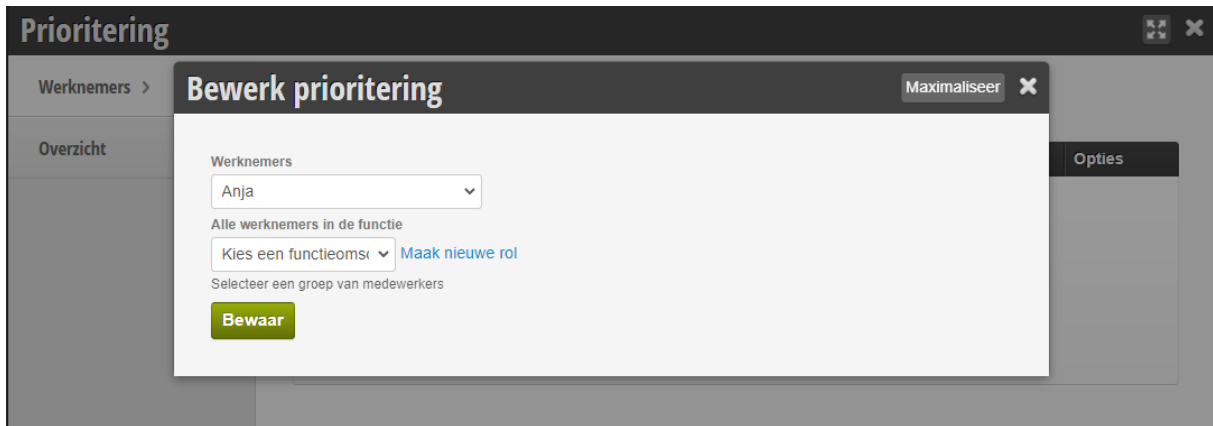 Prioritering
Werknemers >
Bewerk prioritering
Maximaliseer
Overzicht
Opties
Werknemers
Anja
Alle werknemers in de functie
Kies een functieomsc
Maak nieuwe rol
Selecteer een groep van medewerkers
Bewaar